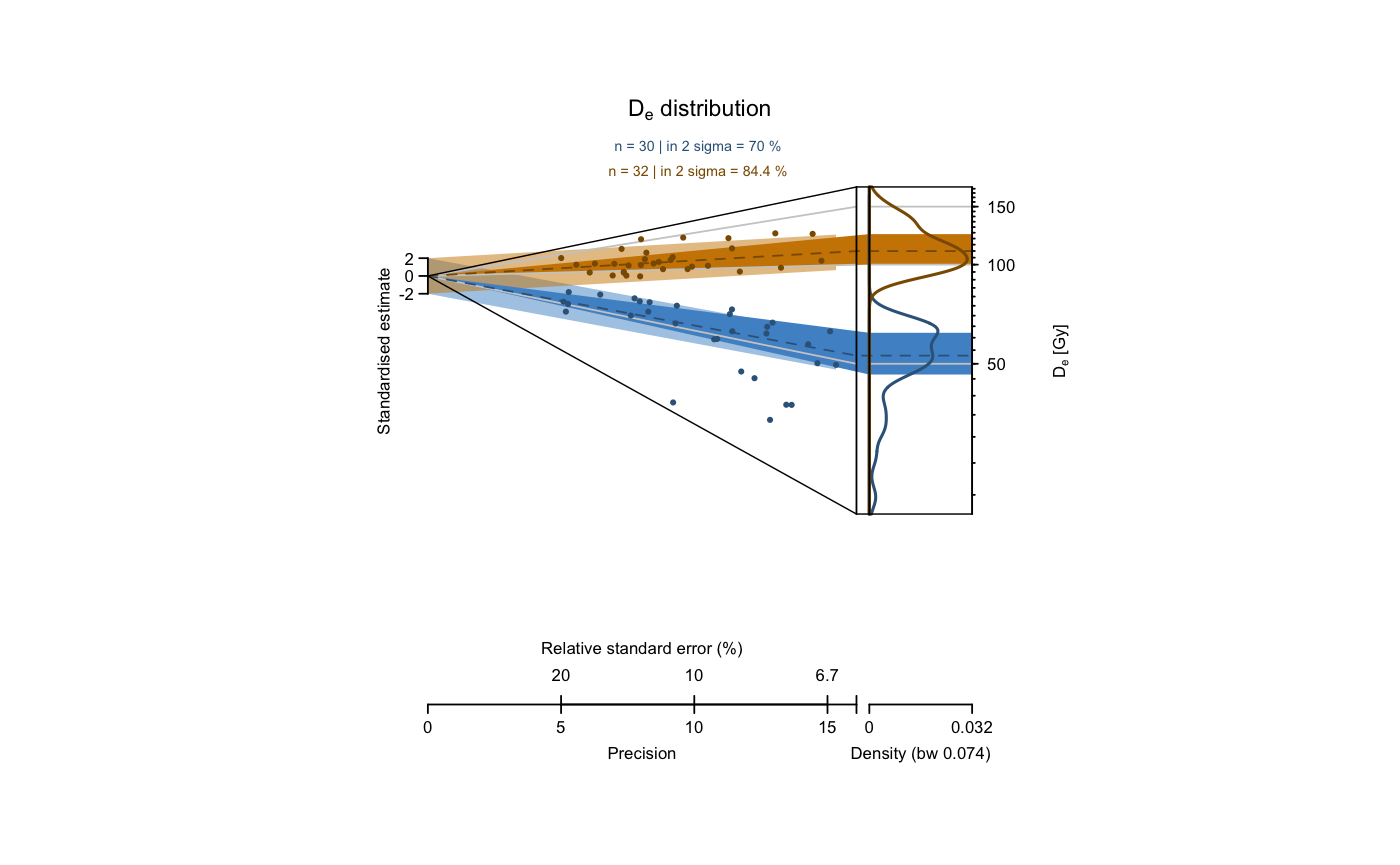 De distribution
n = 30 | in 2 sigma = 70 %
n = 32 | in 2 sigma = 84.4 %
Standardised estimate
2
0
-2
150
100
50
De [Gy]
Relative standard error (%)
20 10 6.7
0 5 10 15 0 0.032
Precision Density (bw 0.074)